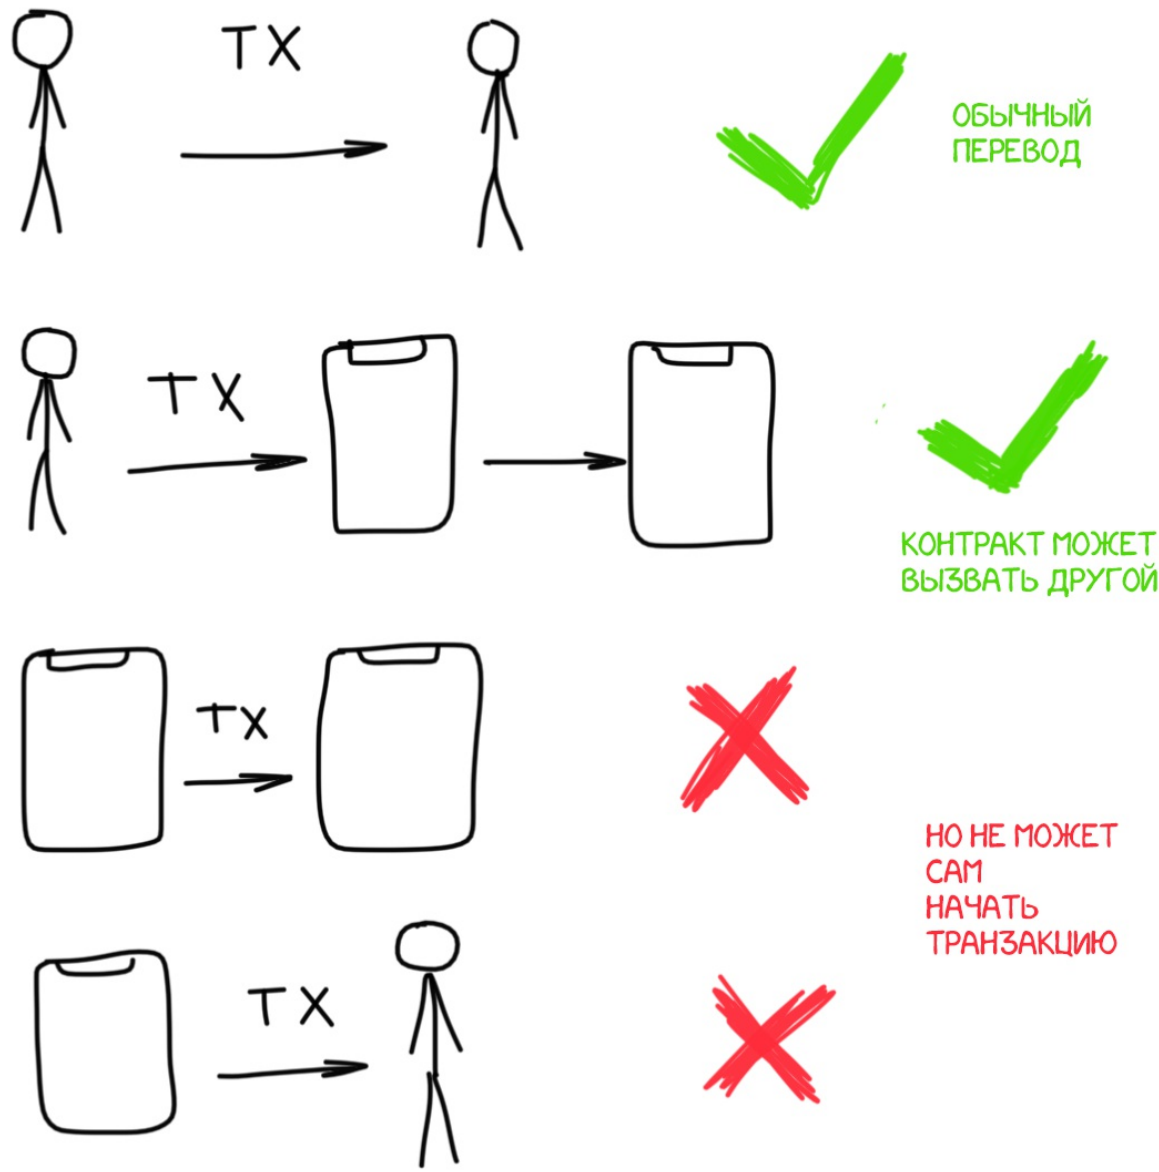 TX
ОБЫЧНЫЙ
ПЕРЕВОД
TX
КОНТРАКТ МОЖЕТ
ВЫЗВАТЬ ДРУГОЙ
TX
НО НЕ МОЖЕТ
САМ
НАЧАТЬ
ТРАНЗАКЦИЮ
TX